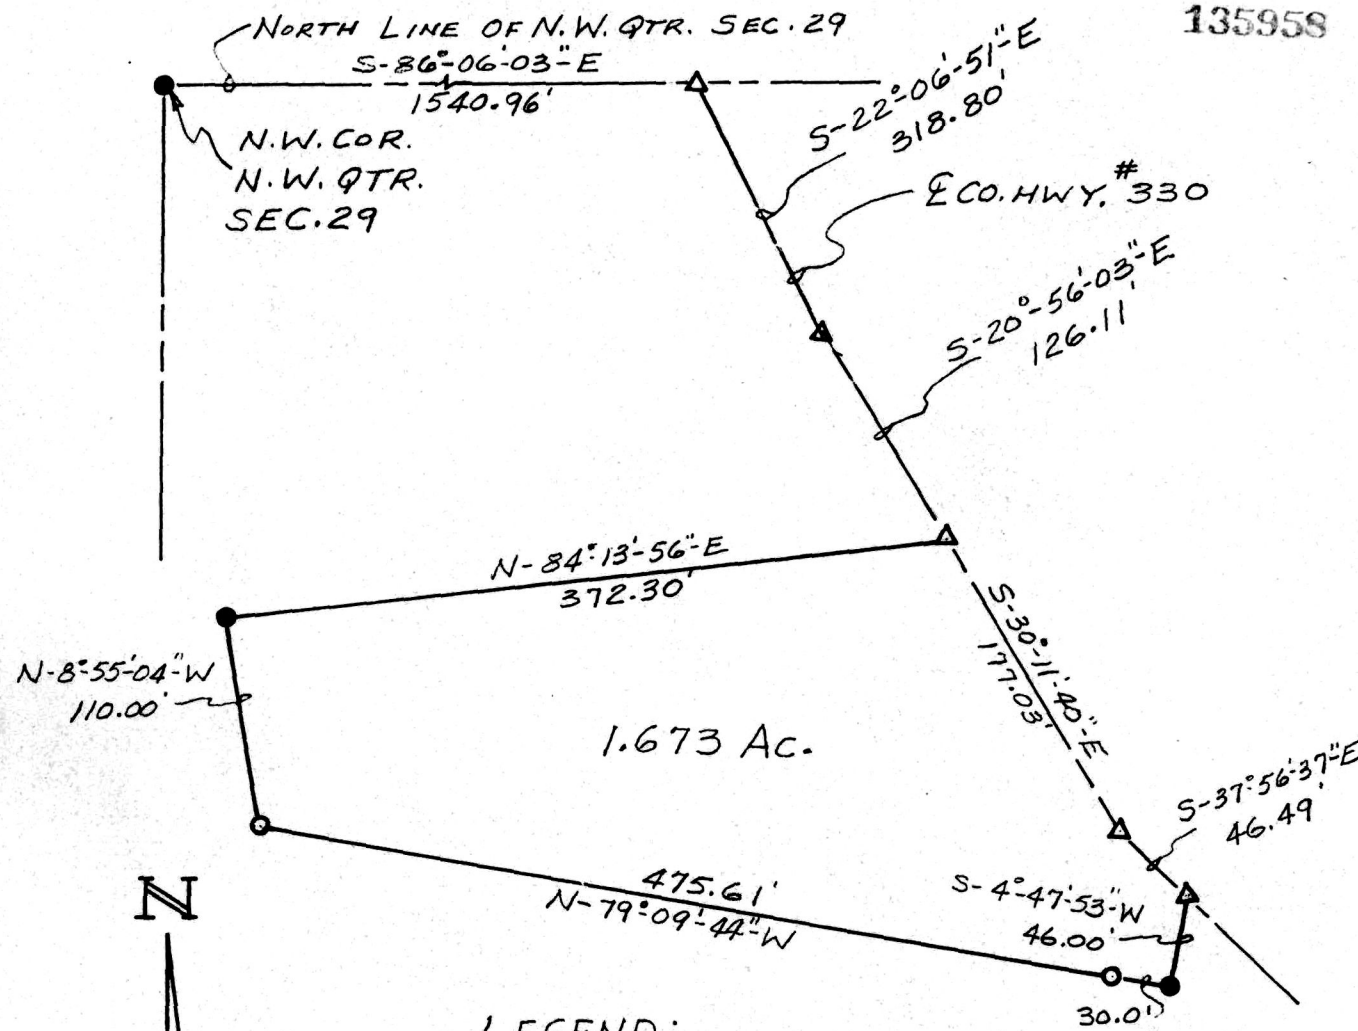 135958
NORTH LINE OF N.W. QTR. SEC. 29
S-86°-06'-03"-E
1540.96'
N.W. COR.
N.W. QTR.
SEC. 29
S-22°-06'-51"-E
318.80'
℄ CO. HWY. #330
S-20°-56'-03"-E
126.11'
N-84°-13'-56"-E
372.30'
S-30°-11'-40"-E
177.03'
N-8°-55'-04"-W
110.00'
1.673 AC.
S-37°-56'-37"E
46.49'
S-4°-47'-53"-W
46.00'
475.61'
N-79°-09'-44"-W
30.0'
N
LEGEND: